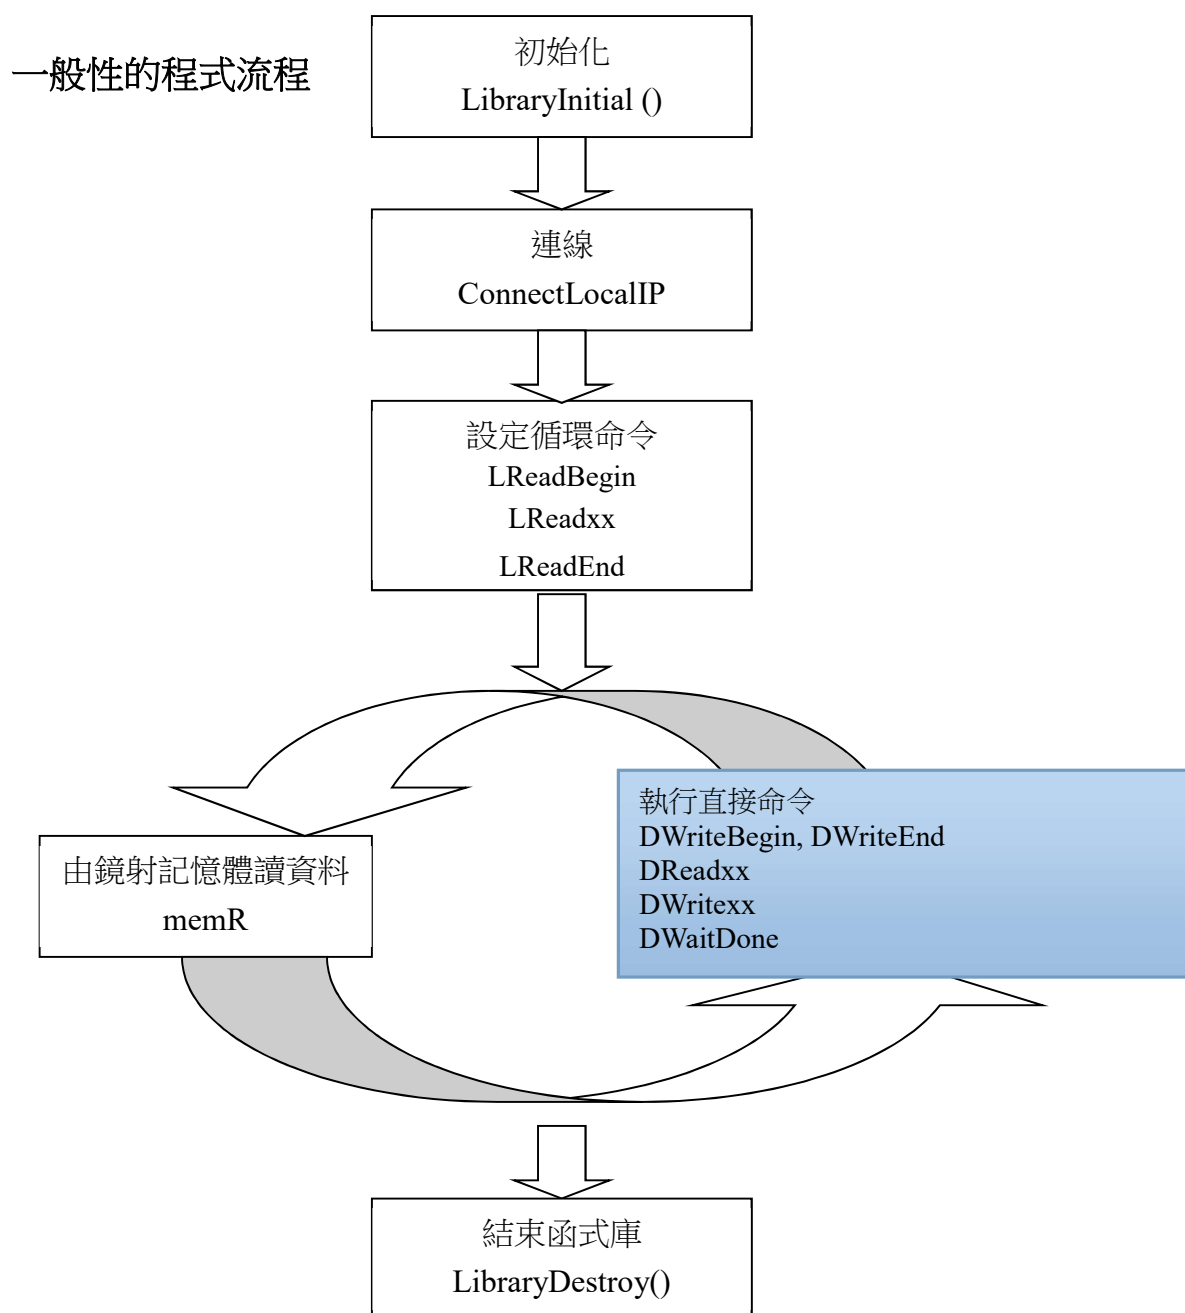 一般性的程式流程
初始化
LibraryInitial ()
連線
ConnectLocalIP
設定循環命令
LReadBegin
LReadxx
LReadEnd
由鏡射記憶體讀資料
memR
執行直接命令
DWriteBegin, DWriteEnd
DReadxx
DWritexx
DWaitDone
結束函式庫
LibraryDestroy()